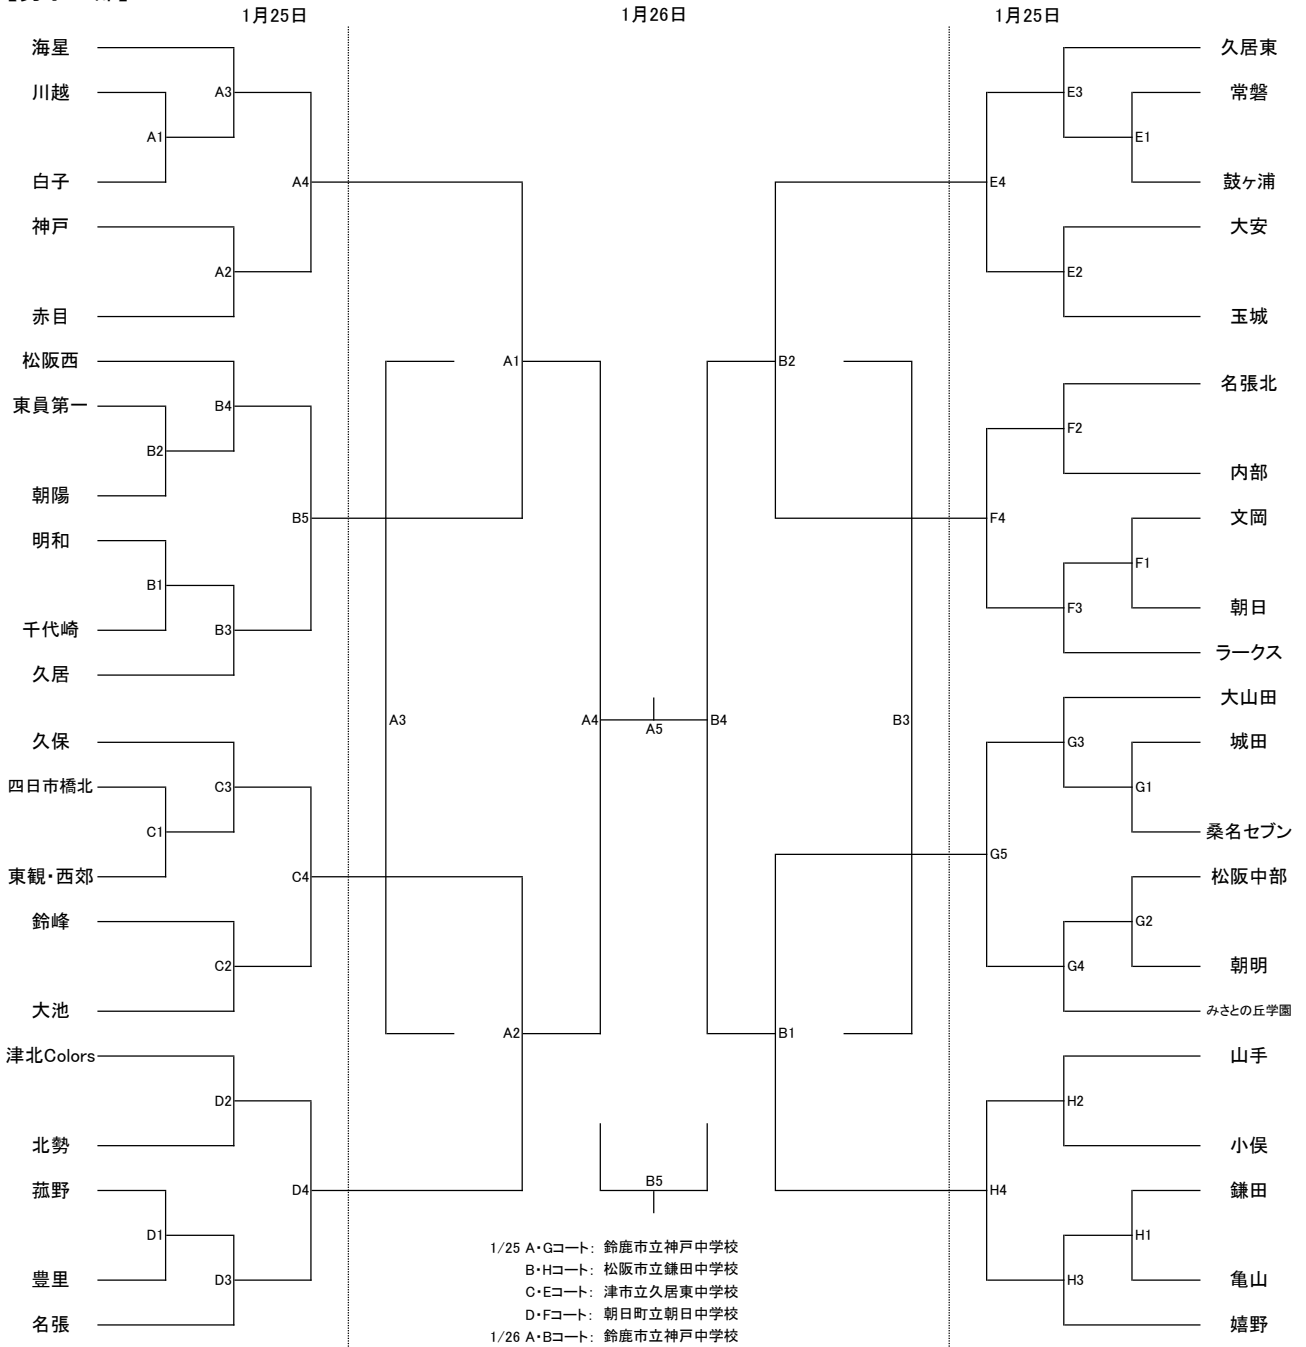 1月25日
1月26日
1月25日
海星
川越
白子
神戸
赤目
松阪西
東員第一
朝陽
明和
千代崎
久居
久保
四日市橋北
東観・西郊
鈴峰
大池
津北Colors
北勢
菰野
豊里
名張
A3
A1
A4
A2
B4
B2
B5
B1
B3
C3
C1
C4
C2
D2
D4
D1
D3
A1
A3
A4
A2
A5
B5
B2
B4
B3
B1
E3
E1
E4
E2
F2
F4
F1
F3
G3
G1
G5
G2
G4
H2
H4
H1
H3
久居東
常磐
鼓ヶ浦
大安
玉城
名張北
内部
文岡
朝日
ラークス
大山田
城田
桑名セブン
松阪中部
朝明
みさとの丘学園
山手
小俣
鎌田
亀山
嬉野
1/25 A・Gコート: 鈴鹿市立神戸中学校
B・Hコート: 松阪市立鎌田中学校
C・Eコート: 津市立久居東中学校
D・Fコート: 朝日町立朝日中学校
1/26 A・Bコート: 鈴鹿市立神戸中学校